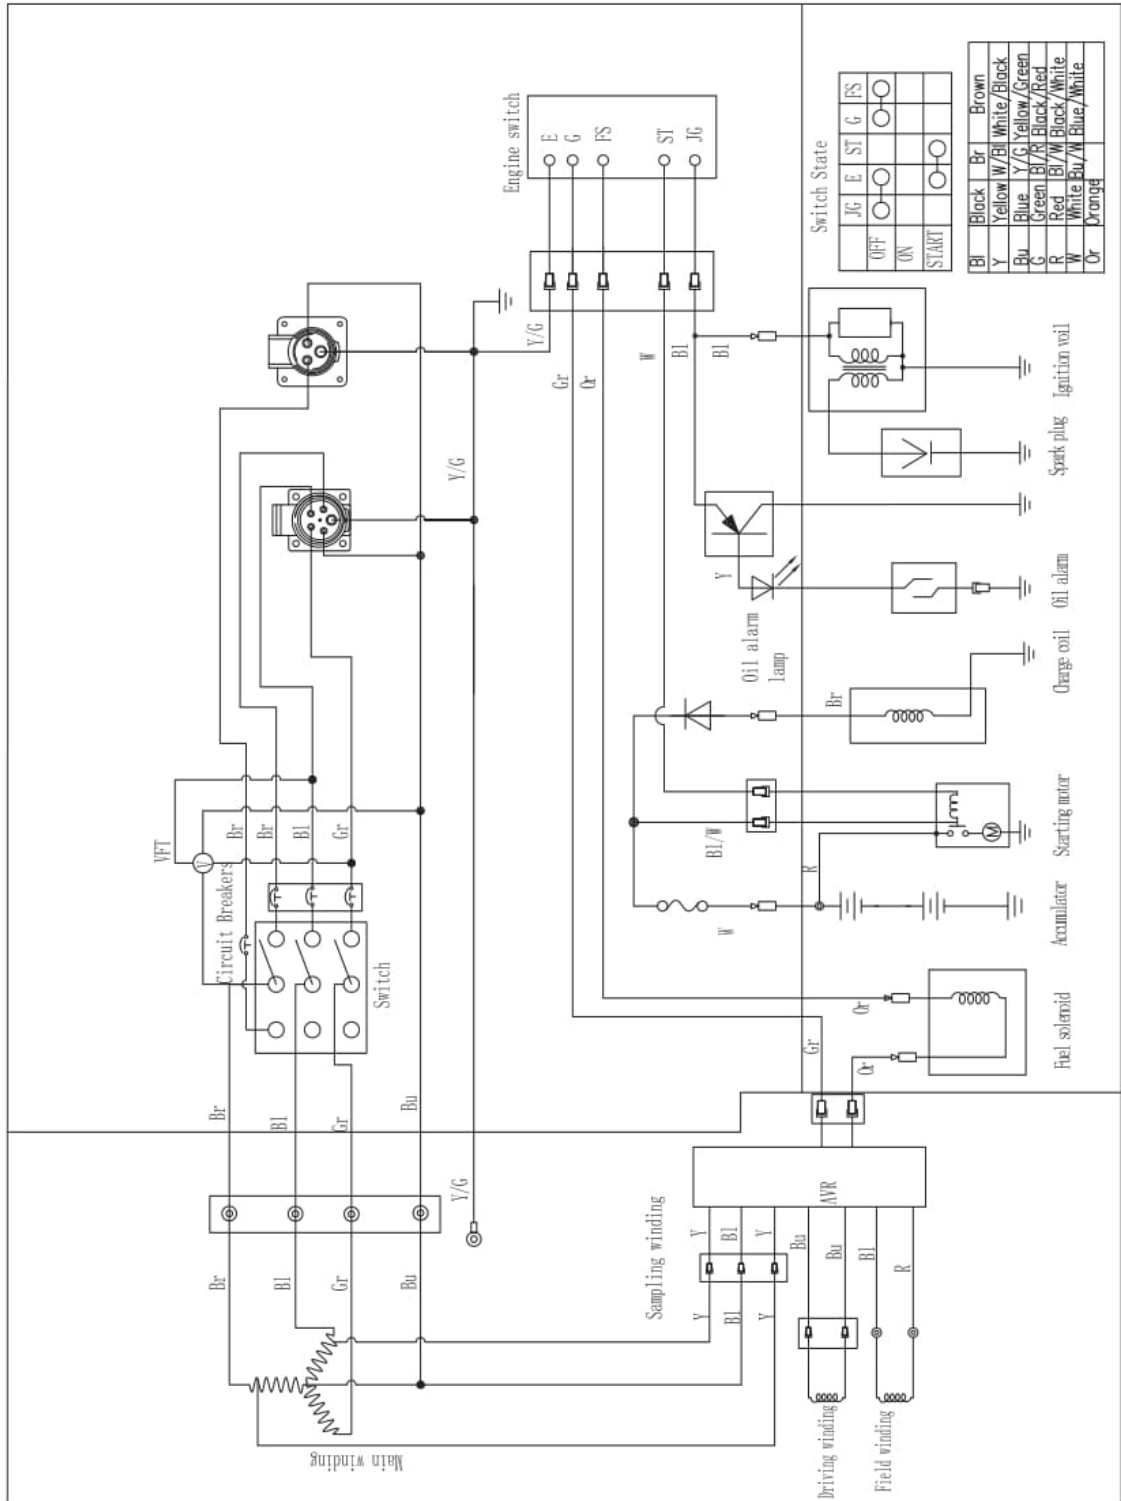 Engine switch
E
G
FS
ST
JG
Switch State
JG E ST G FS
OFF
ON
START
Bl Black Br Brown
Y Yellow W/Bl White/Black
Bu Blue Y/G Yellow/Green
G Green Bl/R Black/Red
R Red Bl/W Black/White
W White Bu/W Blue/White
Or Orange
Y/G
Gr
Or
W
Bl
Bl
Ignition voil
Spark plug
Y/G
Y
Oil alarm
lamp
Oil alarm
Charge coil
Br
Starting motor
M
Bl/W
R
W
Accumulator
VFT
V
Br
Br
Bl
Gr
Circuit Breakers
Switch
Or
Gr
Or
Fuel solenoid
Br
Bl
Gr
Bu
Y/G
AVR
Sampling winding
Y
Bl
Y
Bu
Bu
Bl
R
Br
Bl
Gr
Bu
Y
Bl
Y
Main winding
Driving winding
Field winding